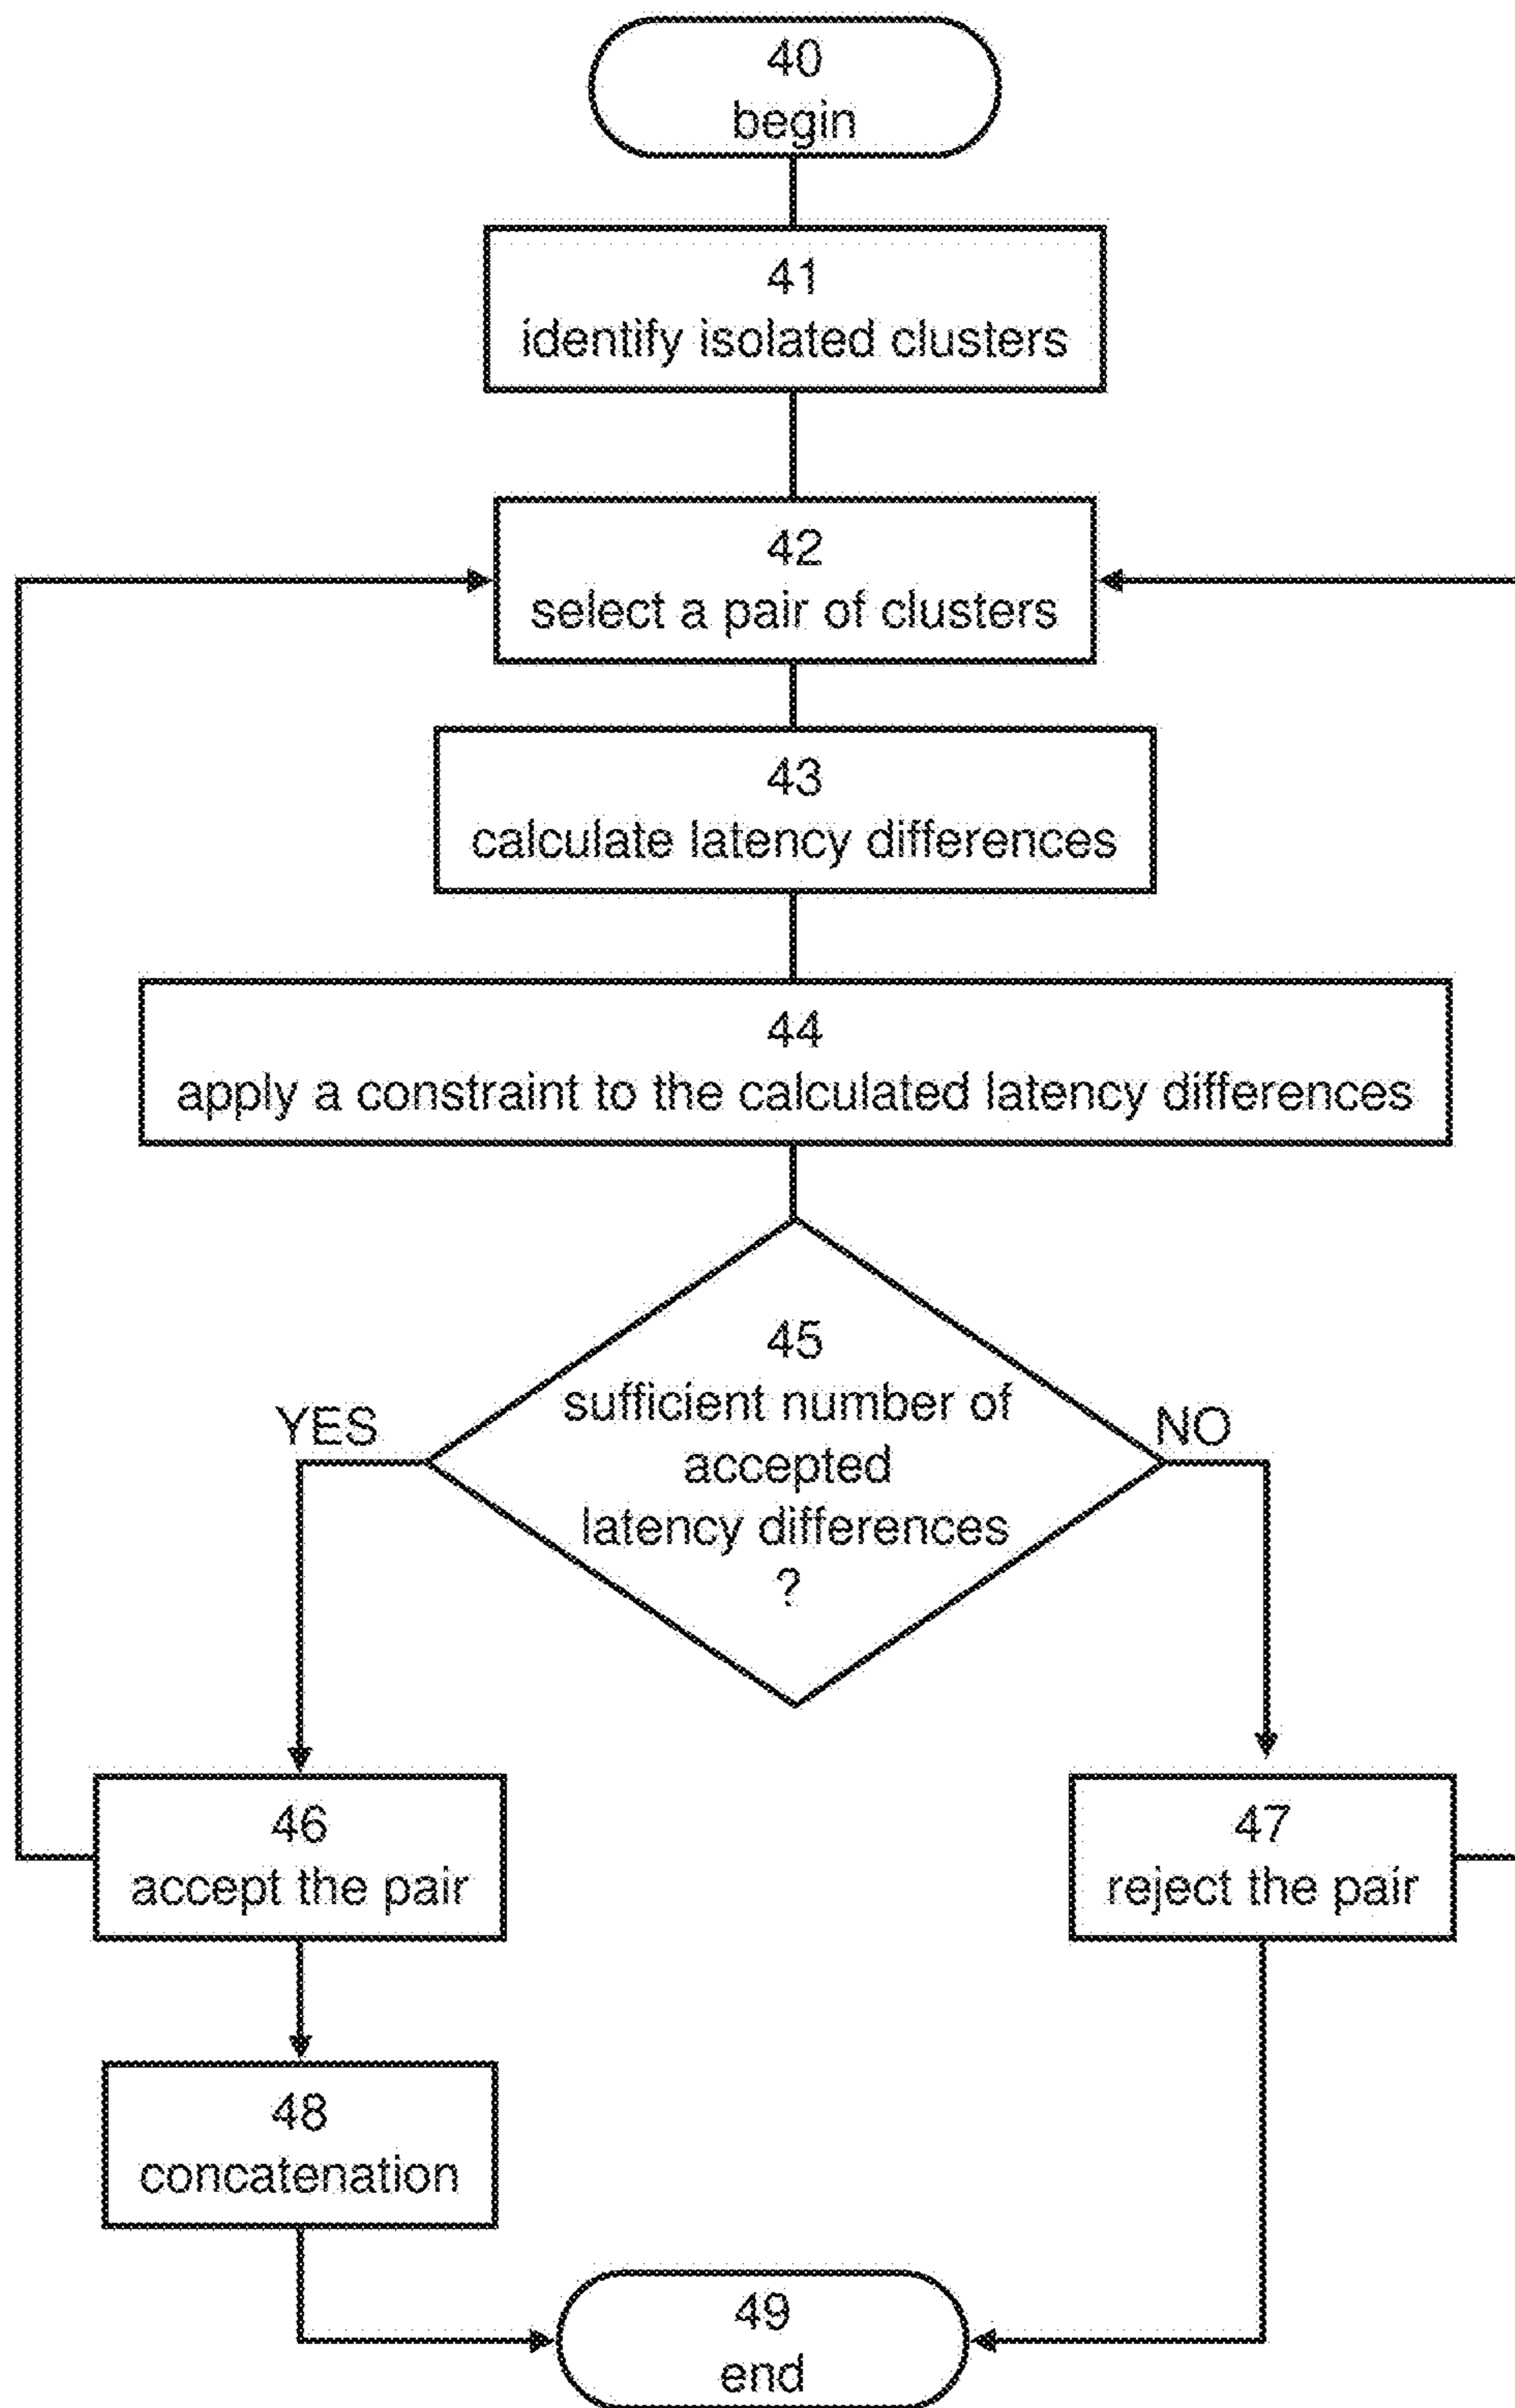 40
begin
41
identify isolated clusters
42
select a pair of clusters
43
calculate latency differences
44
apply a constraint to the calculated latency differences
45
sufficient number of
accepted
latency differences
?
YES
NO
46
accept the pair
47
reject the pair
48
concatenation
49
end